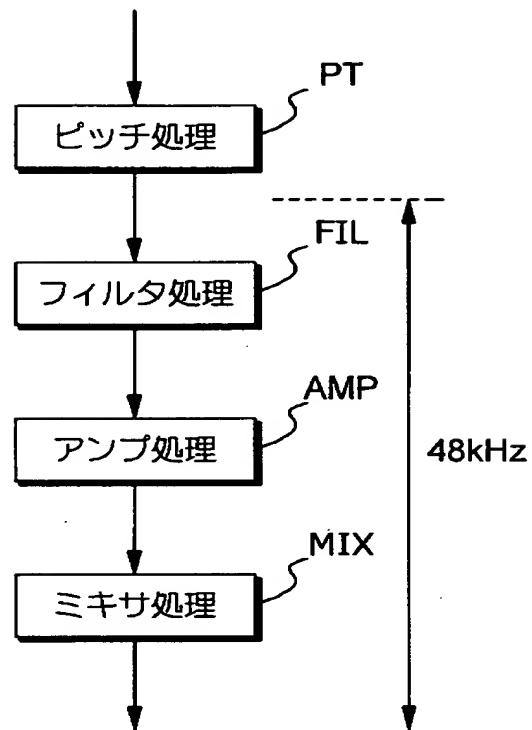 PT
ピッチ処理
FIL
フィルタ処理
AMP
アンプ処理
48kHz
MIX
ミキサ処理